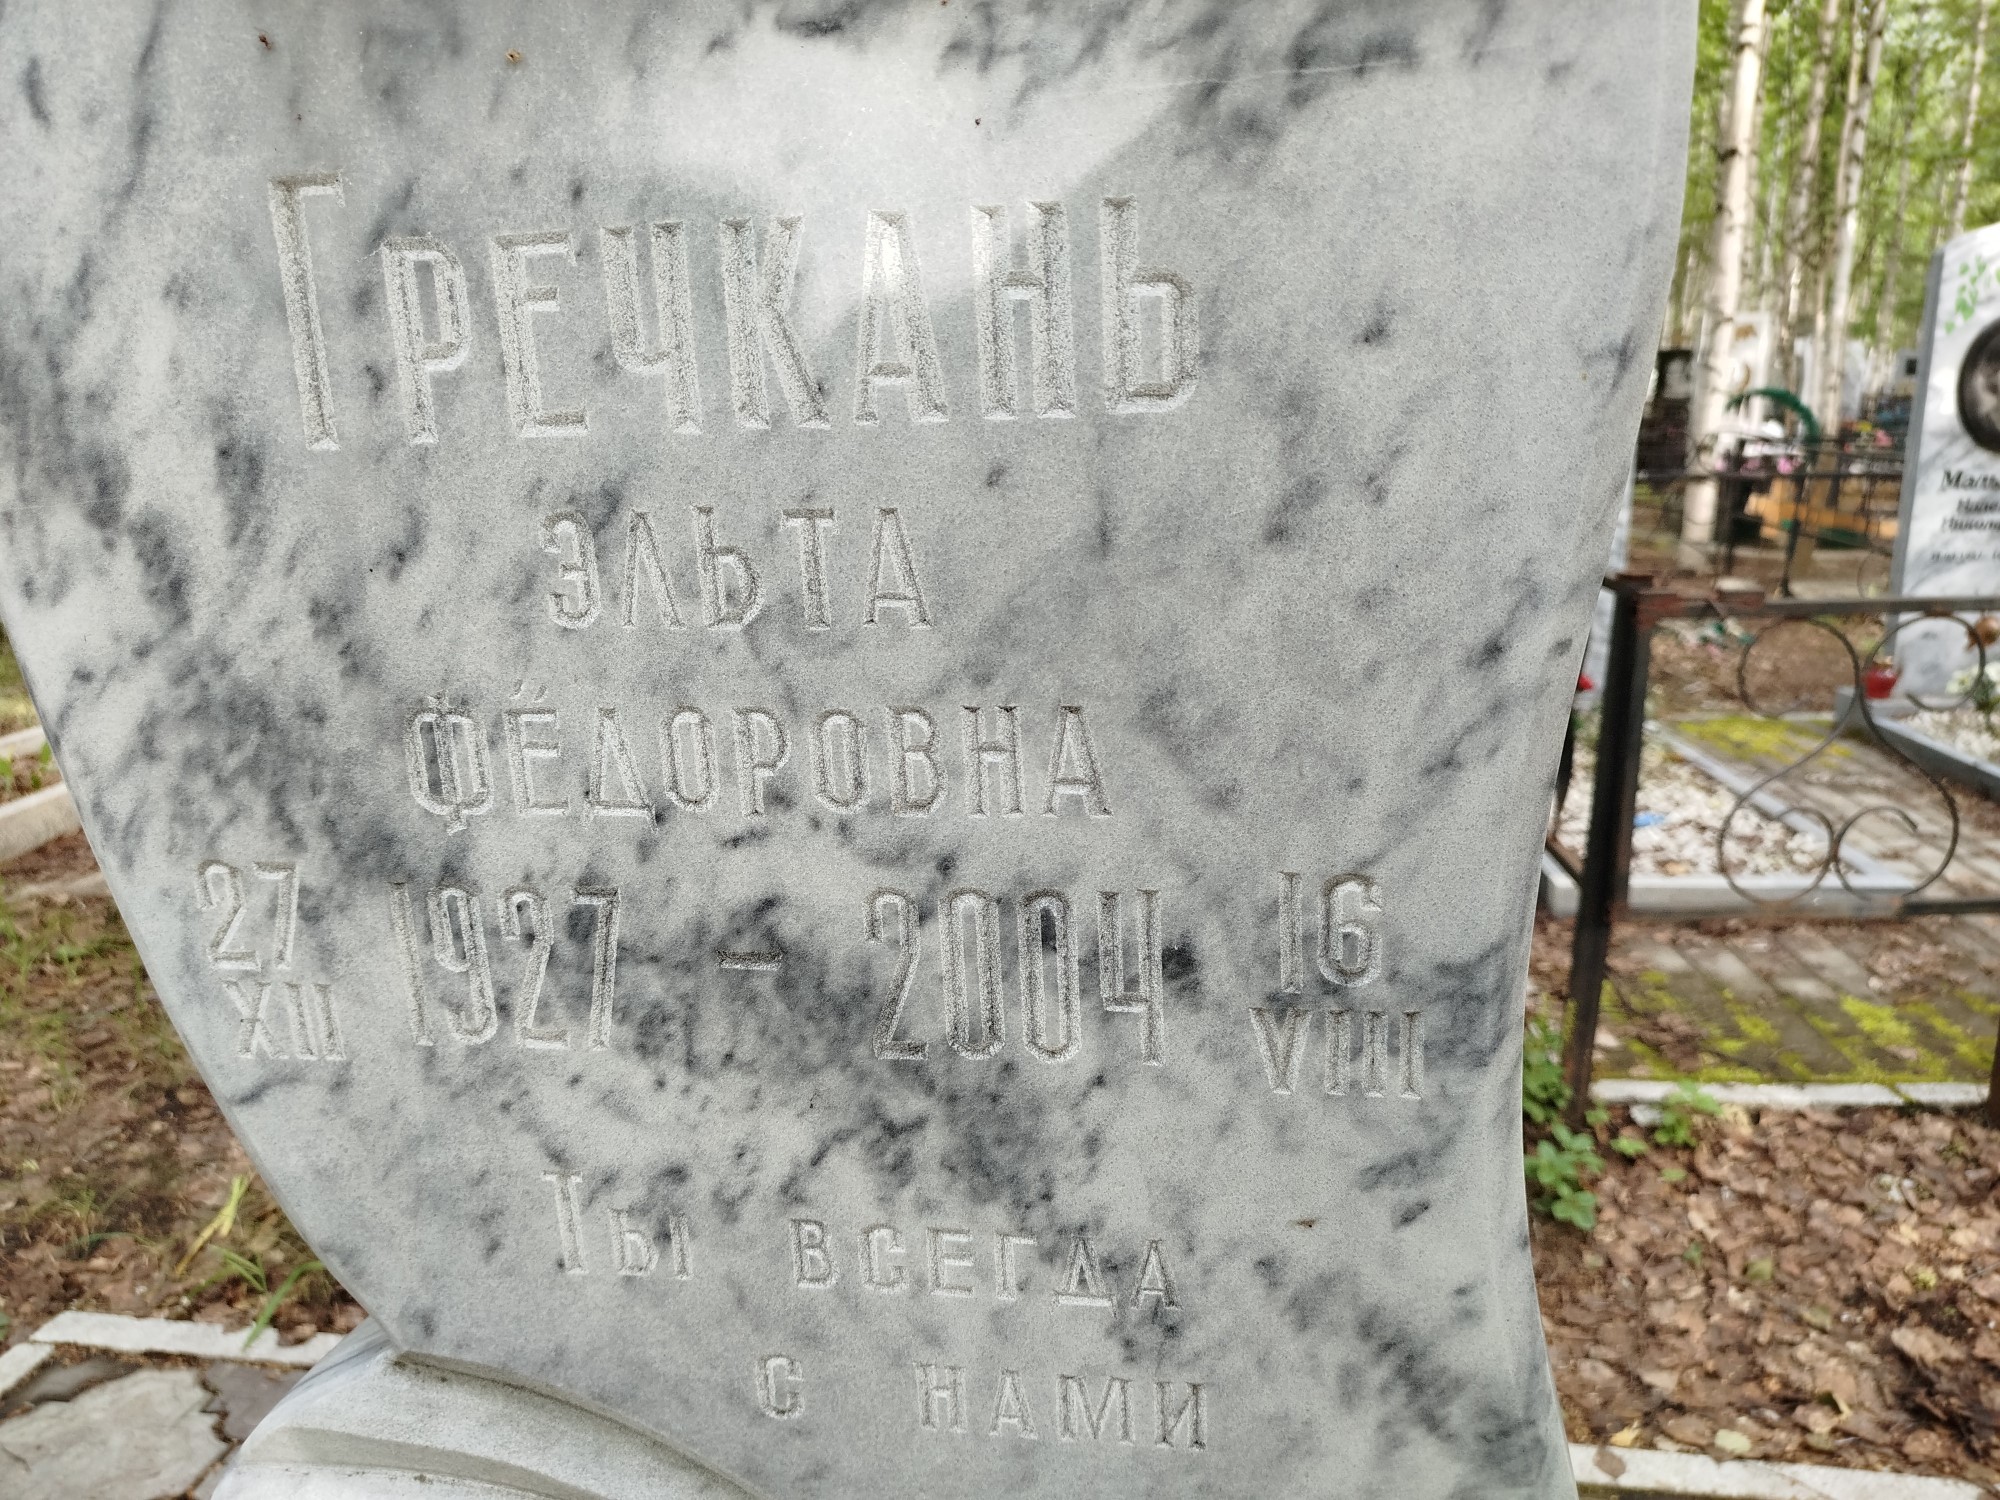 Гречкань
Эльта
Фёдоровна
27 XII 1927 - 2004 16 VIII
Ты всегда
с нами